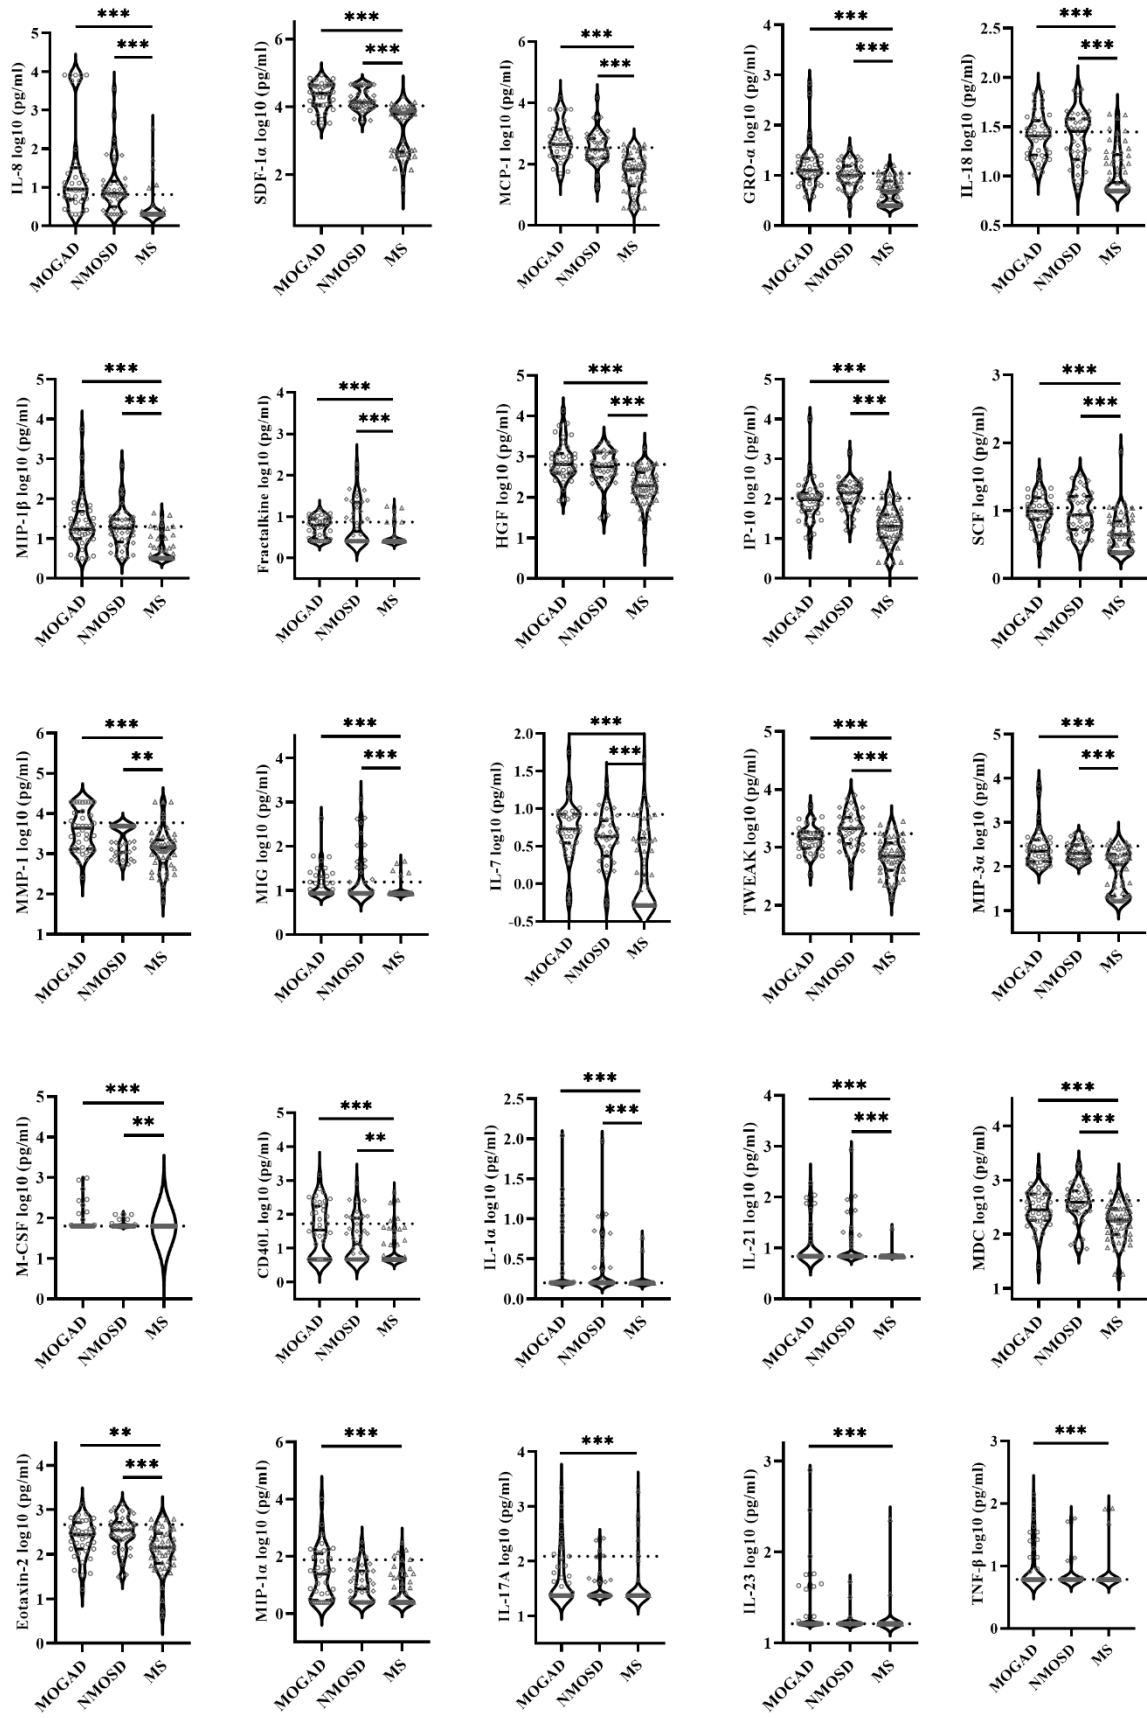 IL-8 log10 (pg/ml)
5
4
3
2
1
0
***
***
MOGAD
NMOSD
MS
SDF-1α log10 (pg/ml)
6
4
2
***
***
MOGAD
NMOSD
MS
MCP-1 log10 (pg/ml)
6
4
2
0
***
***
MOGAD
NMOSD
MS
GRO-α log10 (pg/ml)
4
3
2
1
0
***
***
MOGAD
NMOSD
MS
IL-18 log10 (pg/ml)
2.5
2.0
1.5
1.0
0.5
***
***
MOGAD
NMOSD
MS
MIP-1β log10 (pg/ml)
5
4
3
2
1
0
***
***
MOGAD
NMOSD
MS
Fractalkine log10 (pg/ml)
4
3
2
1
0
***
***
MOGAD
NMOSD
MS
HGF log10 (pg/ml)
5
4
3
2
1
0
***
***
MOGAD
NMOSD
MS
IP-10 log10 (pg/ml)
5
4
3
2
1
0
***
***
MOGAD
NMOSD
MS
SCF log10 (pg/ml)
3
2
1
0
***
***
MOGAD
NMOSD
MS
MMP-1 log10 (pg/ml)
6
5
4
3
2
1
***
**
MOGAD
NMOSD
MS
MIG log10 (pg/ml)
4
3
2
1
0
***
***
MOGAD
NMOSD
MS
IL-7 log10 (pg/ml)
2.0
1.5
1.0
0.5
0.0
-0.5
***
***
MOGAD
NMOSD
MS
TWEAK log10 (pg/ml)
5
4
3
2
***
***
MOGAD
NMOSD
MS
MIP-3α log10 (pg/ml)
5
4
3
2
1
***
***
MOGAD
NMOSD
MS
M-CSF log10 (pg/ml)
5
4
3
2
1
0
***
**
MOGAD
NMOSD
MS
CD40L log10 (pg/ml)
5
4
3
2
1
0
***
**
MOGAD
NMOSD
MS
IL-1α log10 (pg/ml)
2.5
2.0
1.5
1.0
0.5
0.0
***
***
MOGAD
NMOSD
MS
IL-21 log10 (pg/ml)
4
3
2
1
0
***
***
MOGAD
NMOSD
MS
MDC log10 (pg/ml)
5
4
3
2
1
***
***
MOGAD
NMOSD
MS
Eotaxin-2 log10 (pg/ml)
4
3
2
1
0
**
***
MOGAD
NMOSD
MS
MIP-1α log10 (pg/ml)
6
4
2
0
***
MOGAD
NMOSD
MS
IL-17A log10 (pg/ml)
4
3
2
1
***
MOGAD
NMOSD
MS
IL-23 log10 (pg/ml)
3
2
1
***
MOGAD
NMOSD
MS
TNF-β log10 (pg/ml)
3
2
1
0
***
MOGAD
NMOSD
MS